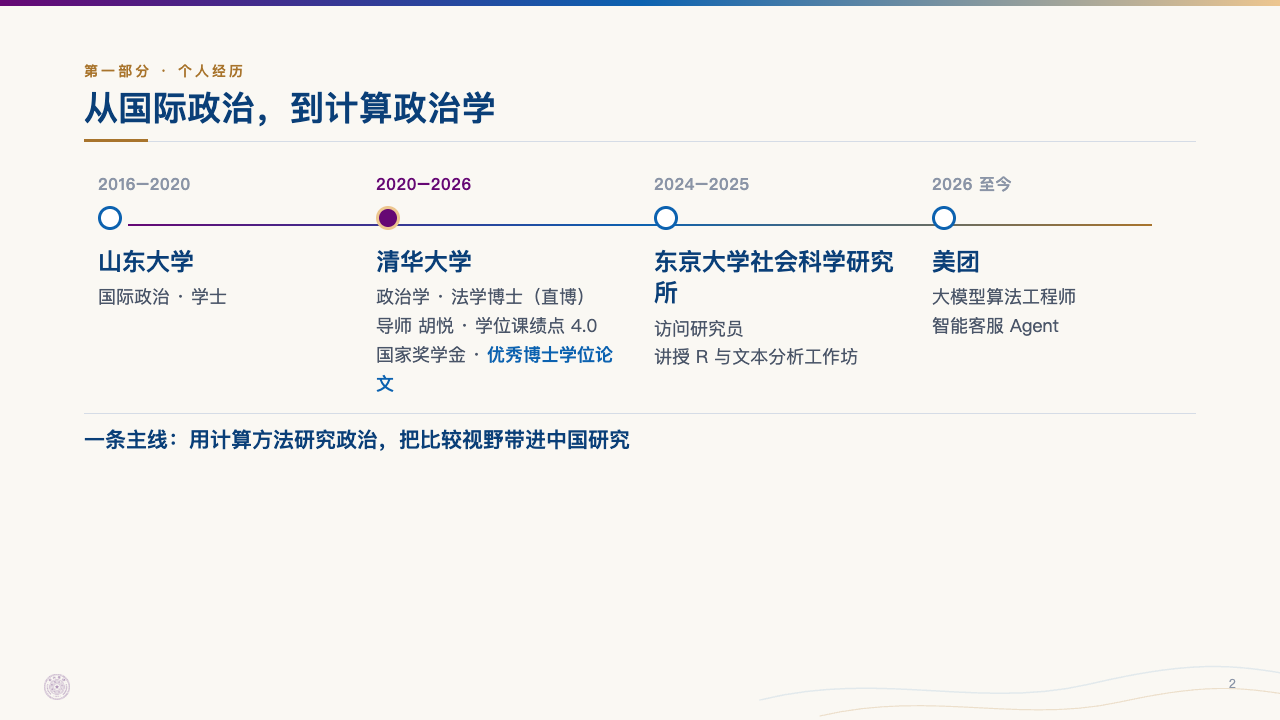 第一部分 · 个人经历
从国际政治，到计算政治学
2016—2020
山东大学
国际政治 · 学士
2020—2026
清华大学
政治学 · 法学博士（直博）
导师 胡悦 · 学位课绩点 4.0
国家奖学金 · 优秀博士学位论
文
2024—2025
东京大学社会科学研究
所
访问研究员
讲授 R 与文本分析工作坊
2026 至今
美团
大模型算法工程师
智能客服 Agent
一条主线：用计算方法研究政治，把比较视野带进中国研究
2